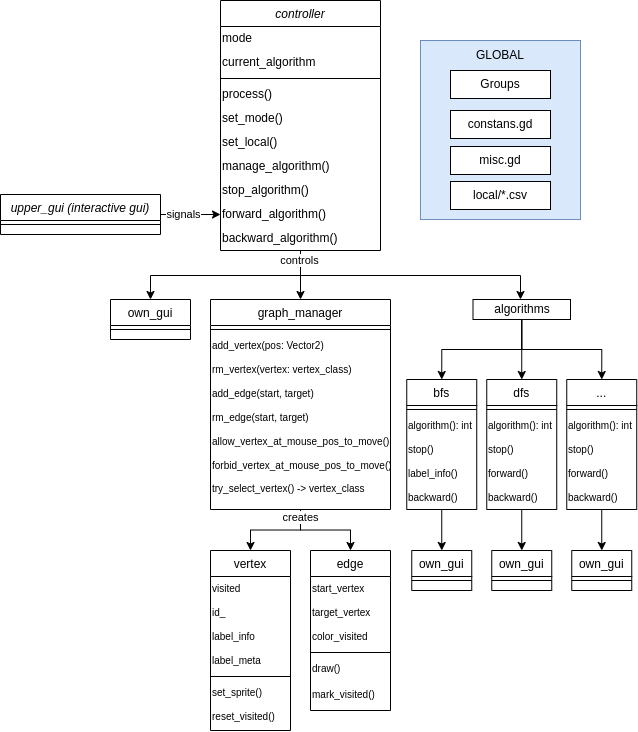 controller
mode
current_algorithm
process()
set_mode()
set_local()
manage_algorithm()
stop_algorithm()
forward_algorithm()
backward_algorithm()
GLOBAL
Groups
constans.gd
misc.gd
local/*.csv
upper_gui (interactive gui)
signals
controls
own_gui
graph_manager
add_vertex(pos: Vector2)
rm_vertex(vertex: vertex_class)
add_edge(start, target)
rm_edge(start, target)
allow_vertex_at_mouse_pos_to_move()
forbid_vertex_at_mouse_pos_to_move()
try_select_vertex() -> vertex_class
algorithms
bfs
algorithm(): int
stop()
label_info()
backward()
dfs
algorithm(): int
stop()
forward()
backward()
...
algorithm(): int
stop()
forward()
backward()
creates
vertex
visited
id_
label_info
label_meta
set_sprite()
reset_visited()
edge
start_vertex
target_vertex
color_visited
draw()
mark_visited()
own_gui
own_gui
own_gui